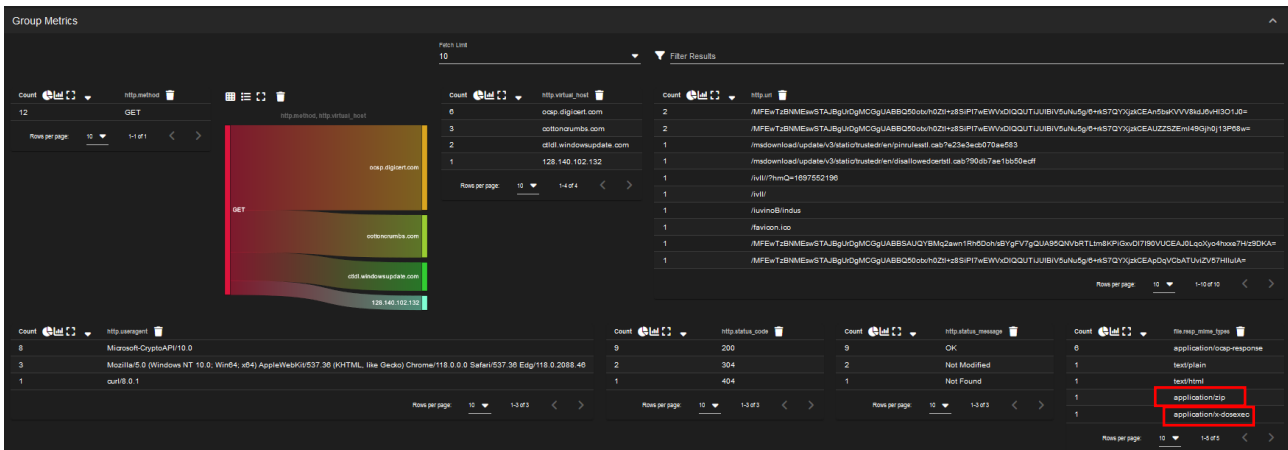 Group Metrics
Fetch Limit
10
Filter Results
Count http.method
12 GET
Rows per page: 10 1-1 of 1
http.method, http.virtual_host
GET
ocsp.digicert.com
cottoncrumbs.com
ctldl.windowsupdate.com
128.140.102.132
Count http.virtual_host
6 ocsp.digicert.com
3 cottoncrumbs.com
2 ctldl.windowsupdate.com
1 128.140.102.132
Rows per page: 10 1-4 of 4
Count http.uri
2
2
1 /msdownload/update/v3/static/trustedr/en/pinrulesstl.cab?e23e3ecb070ae583
1 /msdownload/update/v3/static/trustedr/en/disallowedcertstl.cab?90db7ae1bb50ecff
1 /ivll//?hmQ=1697552196
1 /ivll/
1 /iuvinoB/indus
1 /favicon.ico
1
1
Rows per page: 10 1-10 of 10
Count http.useragent
8 Microsoft-CryptoAPI/10.0
3 Mozilla/5.0 (Windows NT 10.0; Win64; x64) AppleWebKit/537.36 (KHTML, like Gecko) Chrome/118.0.0.0 Safari/537.36 Edg/118.0.2088.46
1 curl/8.0.1
Rows per page: 10 1-3 of 3
Count http.status_code
9 200
2 304
1 404
Rows per page: 10 1-3 of 3
Count http.status_message
9 OK
2 Not Modified
1 Not Found
Rows per page: 10 1-3 of 3
Count file.resp_mime_types
6 application/ocsp-response
1 text/plain
1 text/html
1 application/zip
1 application/x-dosexec
Rows per page: 10 1-5 of 5